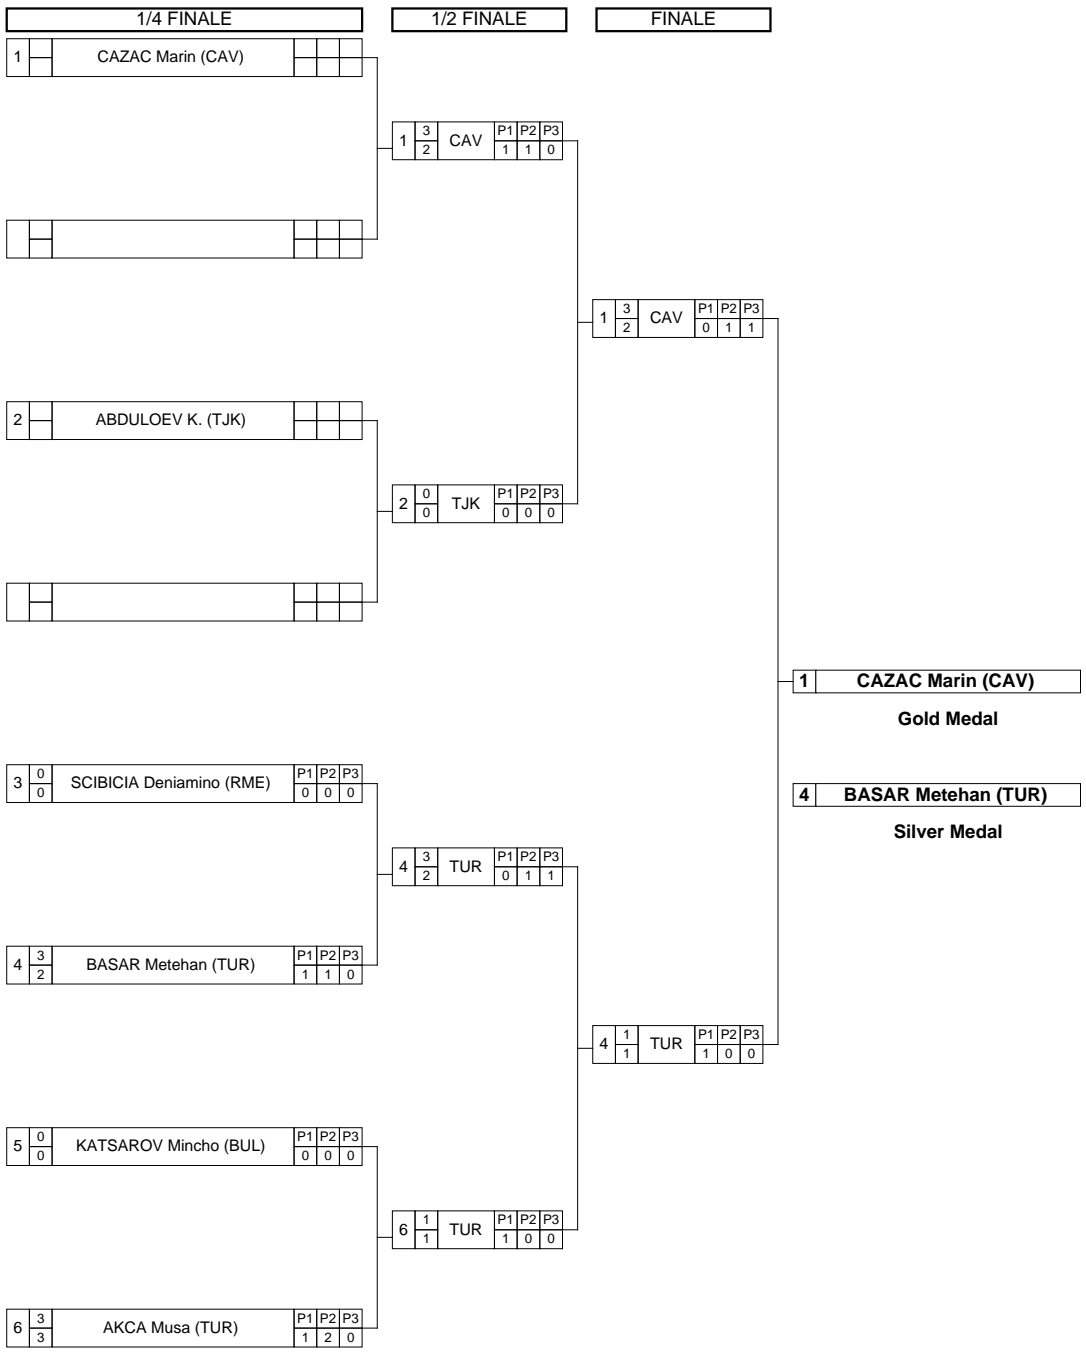 1/4 FINALE 1/2 FINALE FINALE
1 CAZAC Marin (CAV)
1 3 2 CAV P1 P2 P3 1 1 0
1 3 2 CAV P1 P2 P3 0 1 1
2 ABDULOEV K. (TJK)
2 0 0 TJK P1 P2 P3 0 0 0
1 CAZAC Marin (CAV)
Gold Medal
3 0 0 SCIBICIA Deniamino (RME) P1 P2 P3 0 0 0
4 BASAR Metehan (TUR)
Silver Medal
4 3 2 TUR P1 P2 P3 0 1 1
4 3 2 BASAR Metehan (TUR) P1 P2 P3 1 1 0
4 1 1 TUR P1 P2 P3 1 0 0
5 0 0 KATSAROV Mincho (BUL) P1 P2 P3 0 0 0
6 1 1 TUR P1 P2 P3 1 0 0
6 3 3 AKCA Musa (TUR) P1 P2 P3 1 2 0